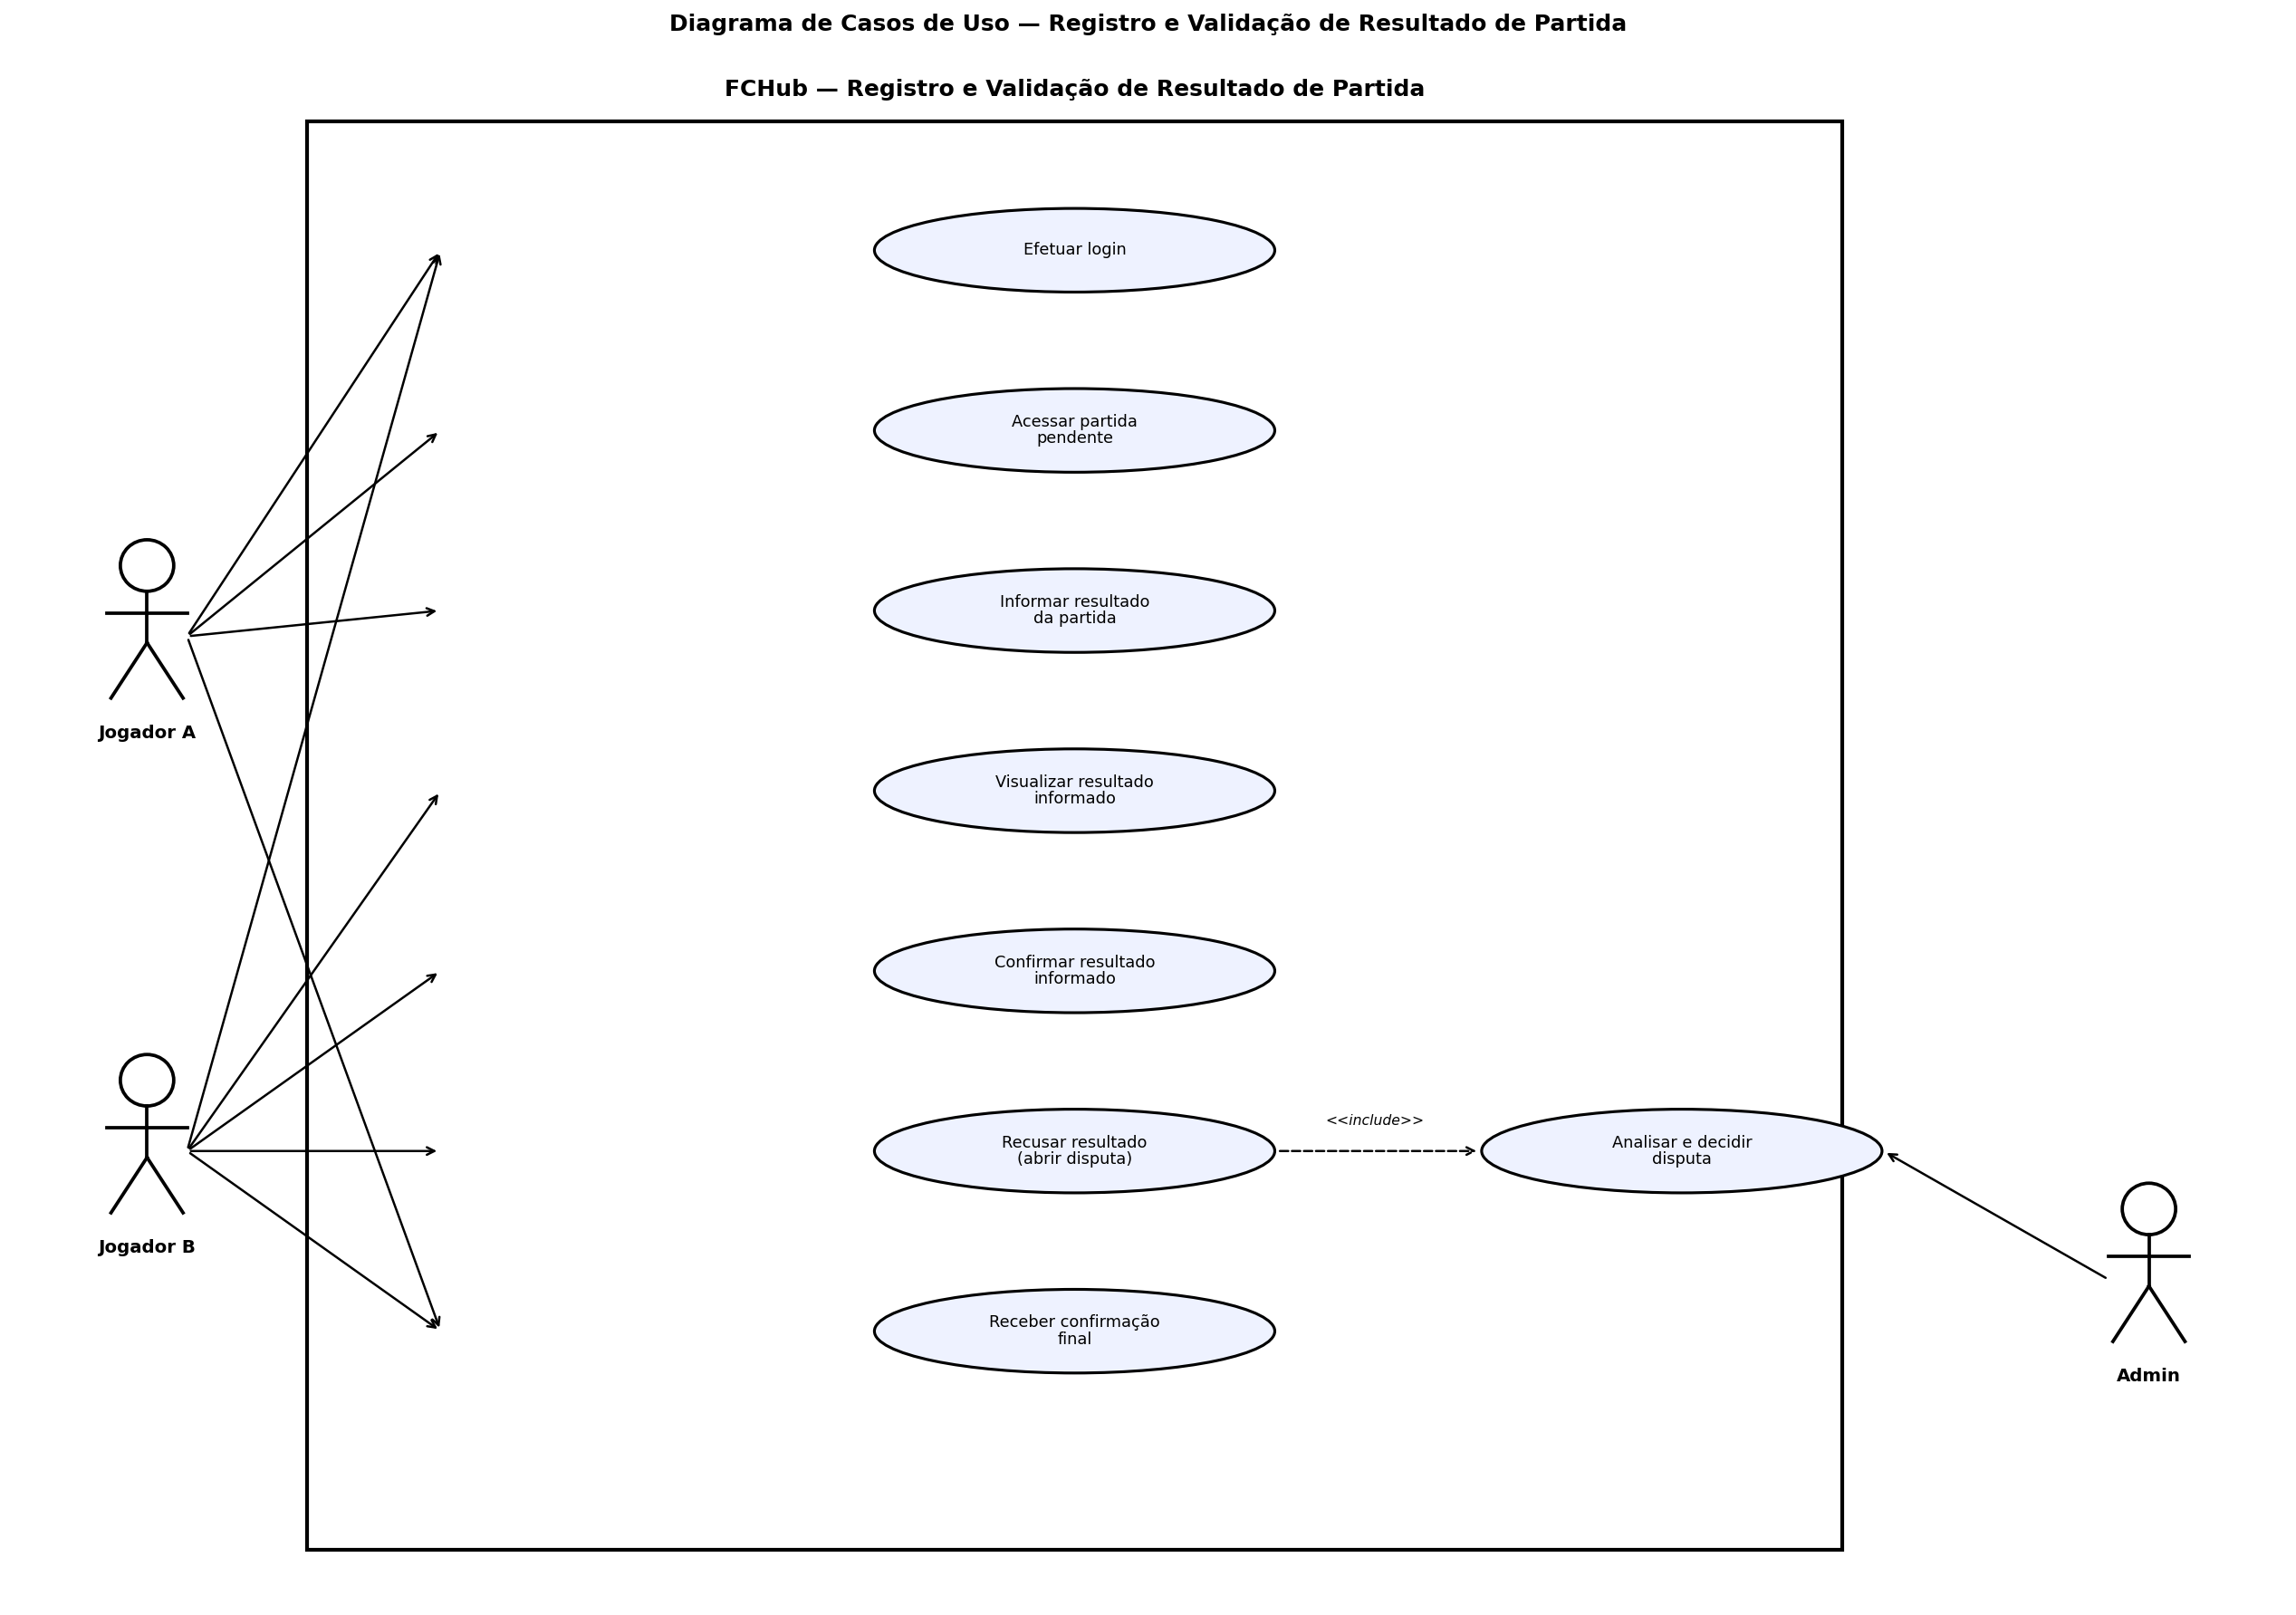 Diagrama de Casos de Uso — Registro e Validação de Resultado de Partida
FCHub — Registro e Validação de Resultado de Partida
Efetuar login
Acessar partida
pendente
Informar resultado
da partida
Jogador A
Visualizar resultado
informado
Confirmar resultado
informado
Recusar resultado
(abrir disputa)
<<include>>
Analisar e decidir
disputa
Jogador B
Receber confirmação
final
Admin